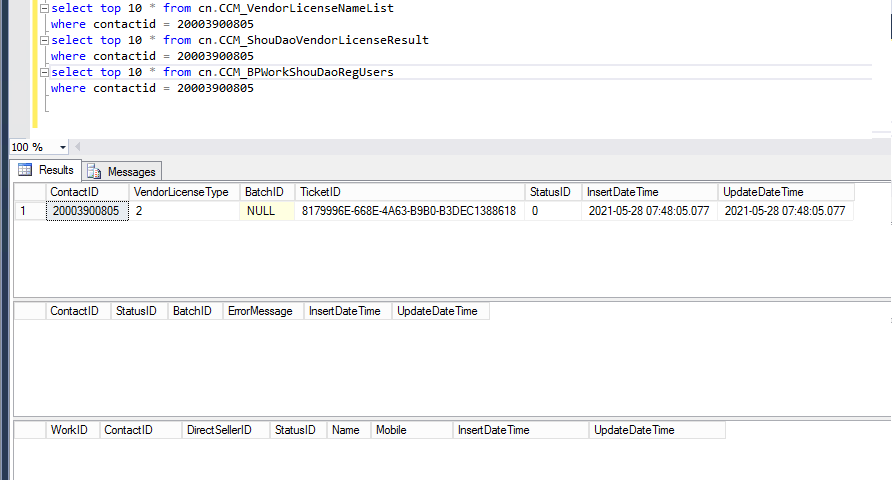 select top 10 * from cn.CCM_VendorLicenseNameList
where contactid = 20003900805
select top 10 * from cn.CCM_ShouDaoVendorLicenseResult
where contactid = 20003900805
select top 10 * from cn.CCM_BPWorkShouDaoRegUsers
where contactid = 20003900805
100 %
Results Messages
ContactID VendorLicenseType BatchID TicketID StatusID InsertDateTime UpdateDateTime
1 20003900805 2 NULL 8179996E-668E-4A63-B9B0-B3DEC1388618 0 2021-05-28 07:48:05.077 2021-05-28 07:48:05.077
ContactID StatusID BatchID ErrorMessage InsertDateTime UpdateDateTime
WorkID ContactID DirectSellerID StatusID Name Mobile InsertDateTime UpdateDateTime